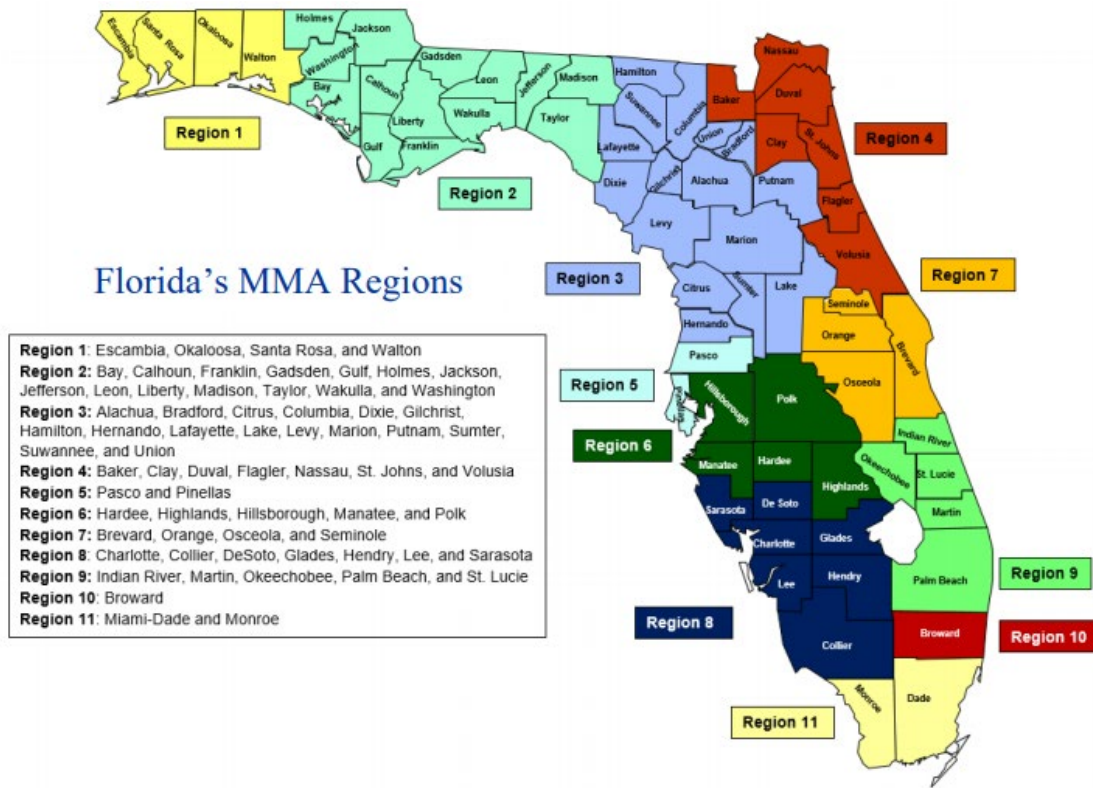 Escambia
Santa Rosa
Okaloosa
Walton
Holmes
Jackson
Washington
Bay
Calhoun
Gulf
Liberty
Franklin
Gadsden
Leon
Wakulla
Jefferson
Madison
Taylor
Hamilton
Suwannee
Lafayette
Columbia
Baker
Union
Bradford
Nassau
Duval
Clay
St. Johns
Dixie
Gilchrist
Alachua
Putnam
Flagler
Levy
Marion
Volusia
Region 1
Region 2
Region 4
Region 3
Region 7
Florida's MMA Regions
Citrus
Sumter
Lake
Seminole
Hernando
Orange
Brevard
Pasco
Osceola
Region 5
Pinellas
Hillsborough
Polk
Region 6
Indian River
Manatee
Hardee
Highlands
Okeechobee
St. Lucie
Sarasota
De Soto
Martin
Charlotte
Glades
Lee
Hendry
Palm Beach
Region 9
Region 8
Collier
Broward
Region 10
Monroe
Dade
Region 11
Region 1: Escambia, Okaloosa, Santa Rosa, and Walton
Region 2: Bay, Calhoun, Franklin, Gadsden, Gulf, Holmes, Jackson,
Jefferson, Leon, Liberty, Madison, Taylor, Wakulla, and Washington
Region 3: Alachua, Bradford, Citrus, Columbia, Dixie, Gilchrist,
Hamilton, Hernando, Lafayette, Lake, Levy, Marion, Putnam, Sumter,
Suwannee, and Union
Region 4: Baker, Clay, Duval, Flagler, Nassau, St. Johns, and Volusia
Region 5: Pasco and Pinellas
Region 6: Hardee, Highlands, Hillsborough, Manatee, and Polk
Region 7: Brevard, Orange, Osceola, and Seminole
Region 8: Charlotte, Collier, DeSoto, Glades, Hendry, Lee, and Sarasota
Region 9: Indian River, Martin, Okeechobee, Palm Beach, and St. Lucie
Region 10: Broward
Region 11: Miami-Dade and Monroe